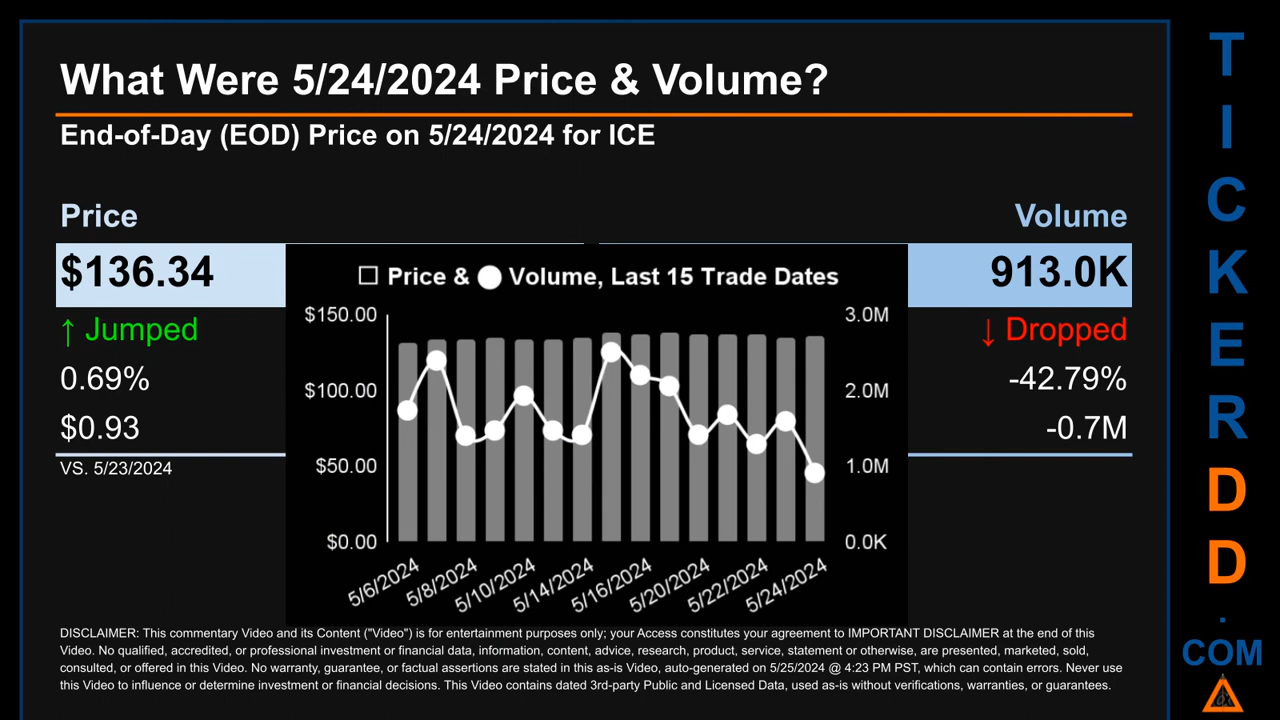 What Were 5/24/2024 Price & Volume?
End-of-Day (EOD) Price on 5/24/2024 for ICE
Price
Volume
$136.34
913.0K
↑ Jumped
↓ Dropped
0.69%
-42.79%
$0.93
-0.7M
VS. 5/23/2024
Price & Volume, Last 15 Trade Dates
$150.00
$100.00
$50.00
$0.00
3.0M
2.0M
1.0M
0.0K
5/6/2024
5/8/2024
5/10/2024
5/14/2024
5/16/2024
5/20/2024
5/22/2024
5/24/2024
DISCLAIMER: This commentary Video and its Content ("Video") is for entertainment purposes only; your Access constitutes your agreement to IMPORTANT DISCLAIMER at the end of this
Video. No qualified, accredited, or professional investment or financial data, information, content, advice, research, product, service, statement or otherwise, are presented, marketed, sold,
consulted, or offered in this Video. No warranty, guarantee, or factual assertions are stated in this as-is Video, auto-generated on 5/25/2024 @ 4:23 PM PST, which can contain errors. Never use
this Video to influence or determine investment or financial decisions. This Video contains dated 3rd-party Public and Licensed Data, used as-is without verifications, warranties, or guarantees.
T
I
C
K
E
R
D
D
.
COM